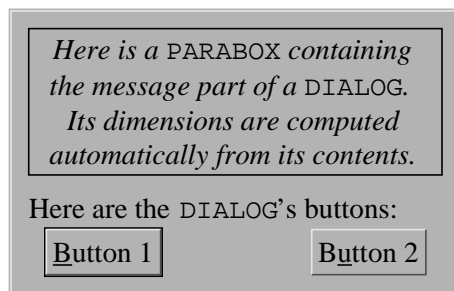 Here is a PARABOX containing
the message part of a DIALOG.
Its dimensions are computed
automatically from its contents.
Here are the DIALOG's buttons:
Button 1 Button 2